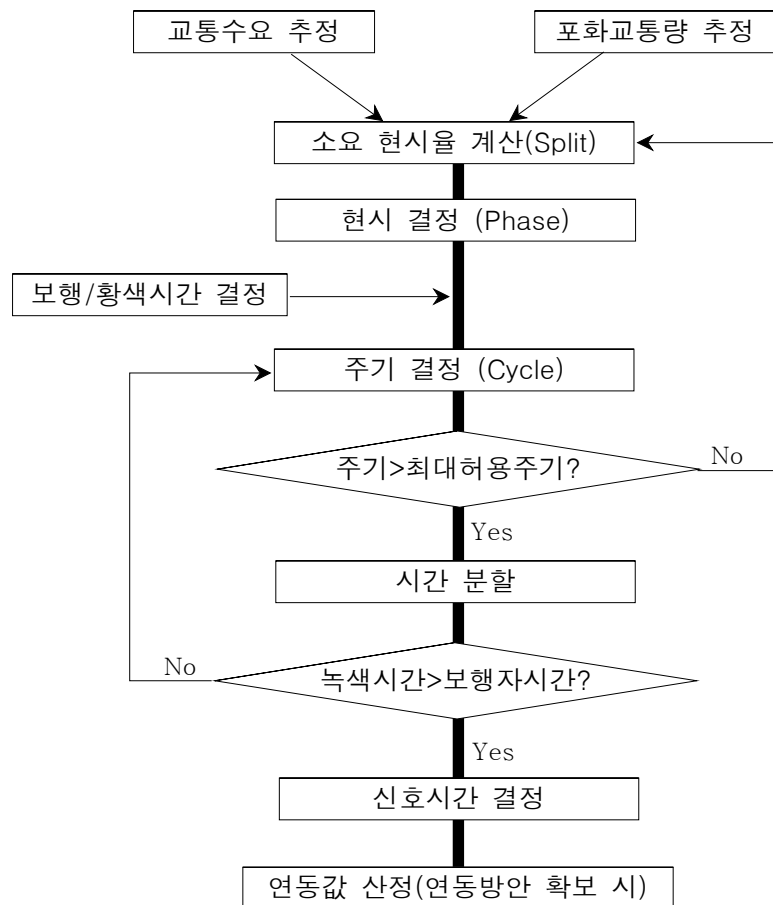 교통수요 추정
포화교통량 추정
소요 현시율 계산(Split)
현시 결정 (Phase)
보행/황색시간 결정
주기 결정 (Cycle)
주기>최대허용주기?
No
Yes
시간 분할
No
녹색시간>보행자시간?
Yes
신호시간 결정
연동값 산정(연동방안 확보 시)